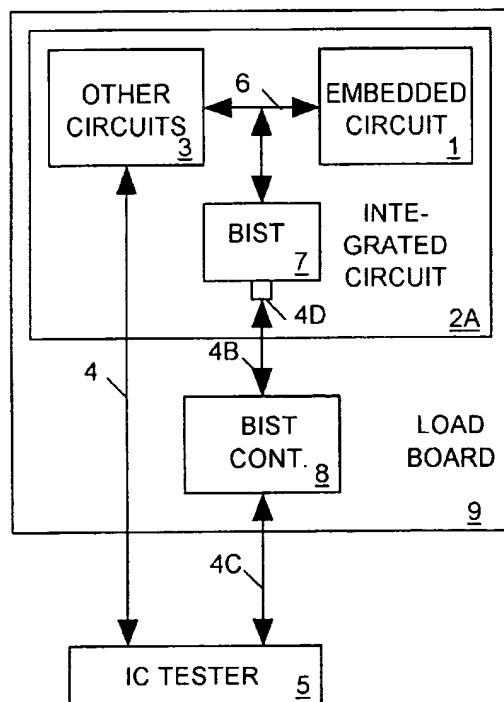 OTHER
CIRCUITS
3
6
EMBEDDED
CIRCUIT
1
BIST
7
INTE-
GRATED
CIRCUIT
2A
4D
4B
4
BIST
CONT.
8
LOAD
BOARD
9
4C
IC TESTER
5